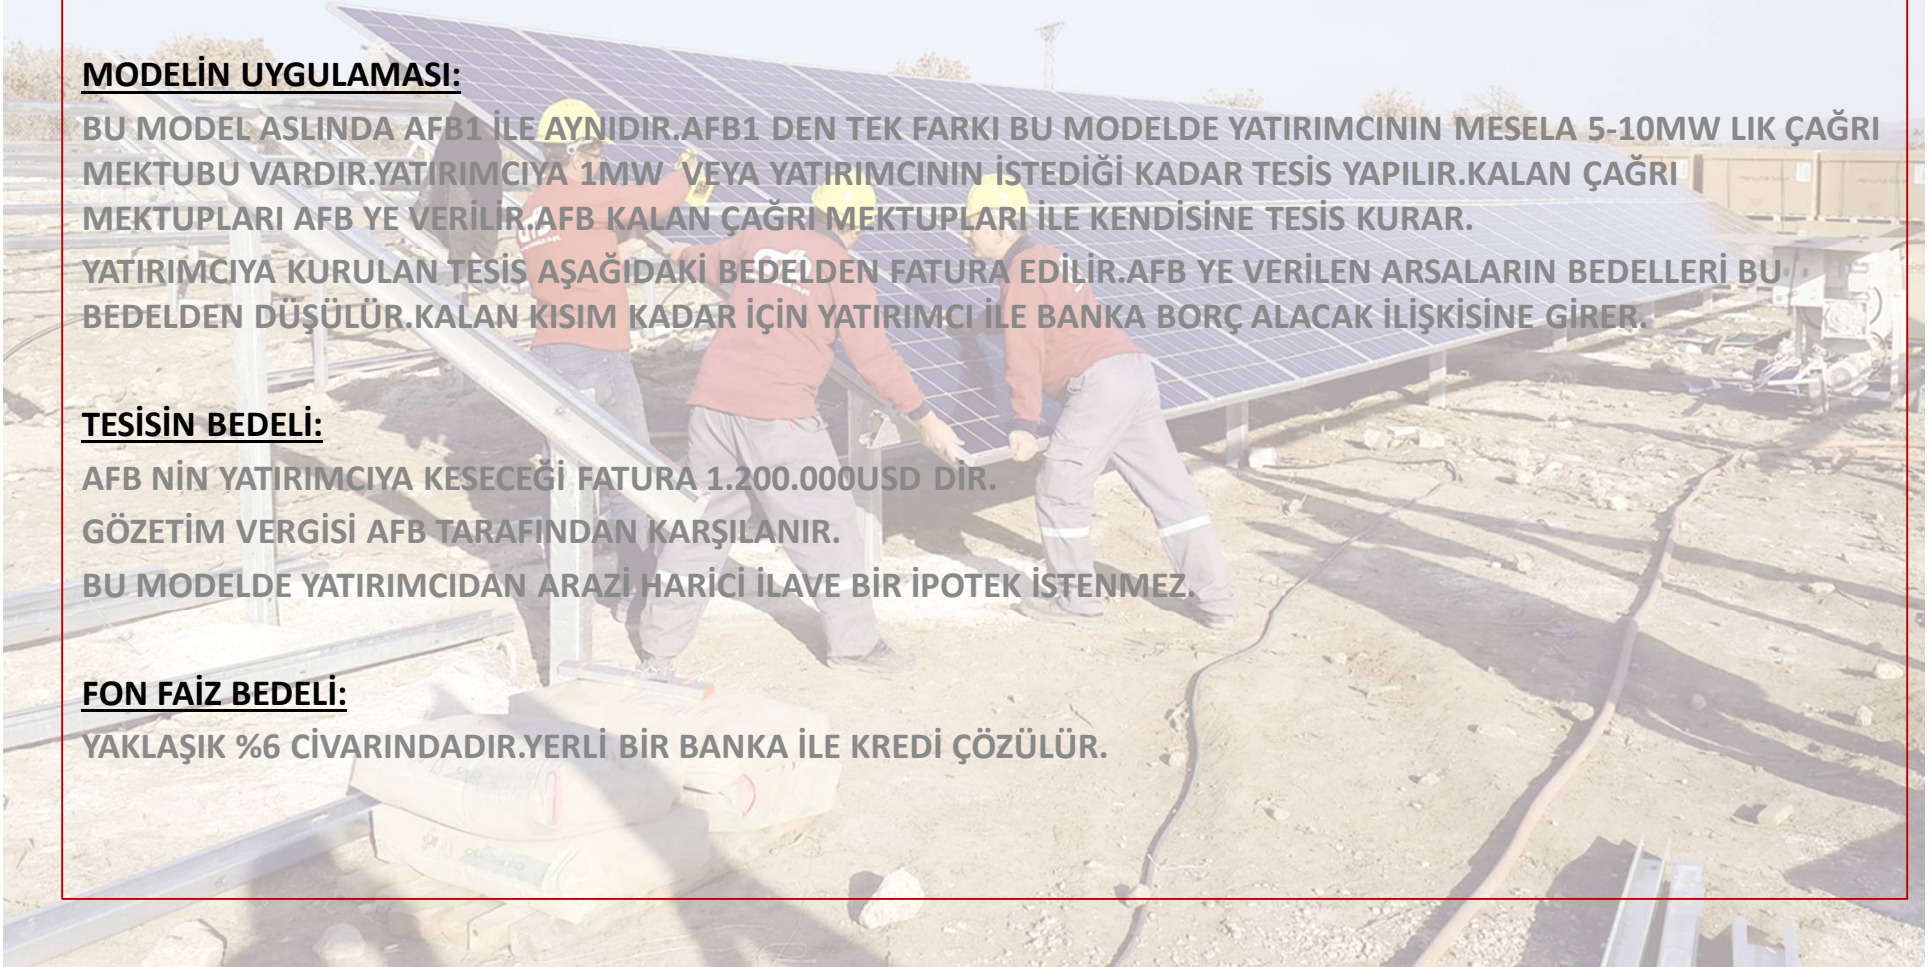 MODELİN UYGULAMASI:
BU MODEL ASLINDA AFB1 İLE AYNIDIR.AFB1 DEN TEK FARKI BU MODELDE YATIRIMCININ MESELA 5-10MW LIK ÇAĞRI
MEKTUBU VARDIR.YATIRIMCIYA 1MW VEYA YATIRIMCININ İSTEDİĞİ KADAR TESİS YAPILIR.KALAN ÇAĞRI
MEKTUPLARI AFB YE VERİLİR.AFB KALAN ÇAĞRI MEKTUPLARI İLE KENDİSİNE TESİS KURAR.
YATIRIMCIYA KURULAN TESİS AŞAĞIDAKİ BEDELDEN FATURA EDİLİR.AFB YE VERİLEN ARSALARIN BEDELLERİ BU
BEDELDEN DÜŞÜLÜR.KALAN KISIM KADAR İÇİN YATIRIMCI İLE BANKA BORÇ ALACAK İLİŞKİSİNE GİRER.
TESİSİN BEDELİ:
AFB NİN YATIRIMCIYA KESECEĞİ FATURA 1.200.000USD DİR.
GÖZETİM VERGİSİ AFB TARAFINDAN KARŞILANIR.
BU MODELDE YATIRIMCIDAN ARAZİ HARİCİ İLAVE BİR İPOTEK İSTENMEZ.
FON FAİZ BEDELİ:
YAKLAŞIK %6 CİVARINDADIR.YERLİ BİR BANKA İLE KREDİ ÇÖZÜLÜR.